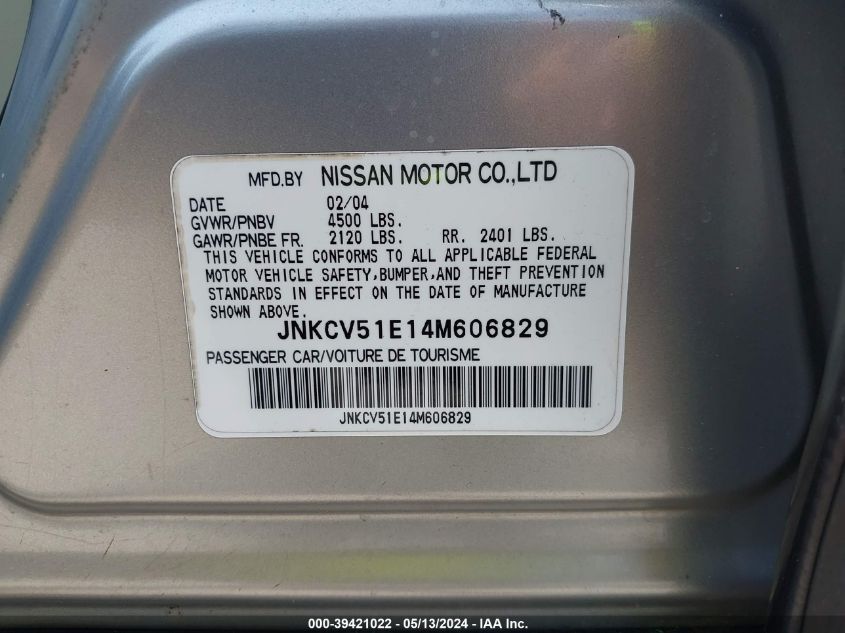 MFD.BY NISSAN MOTOR CO.,LTD
DATE 02/04
GVWR/PNBV 4500 LBS.
GAWR/PNBE FR. 2120 LBS. RR. 2401 LBS.
THIS VEHICLE CONFORMS TO ALL APPLICABLE FEDERAL
MOTOR VEHICLE SAFETY,BUMPER,AND THEFT PREVENTION
STANDARDS IN EFFECT ON THE DATE OF MANUFACTURE
SHOWN ABOVE.
JNKCV51E14M606829
PASSENGER CAR/VOITURE DE TOURISME
JNKCV51E14M606829
000-39421022 - 05/13/2024 - IAA Inc.